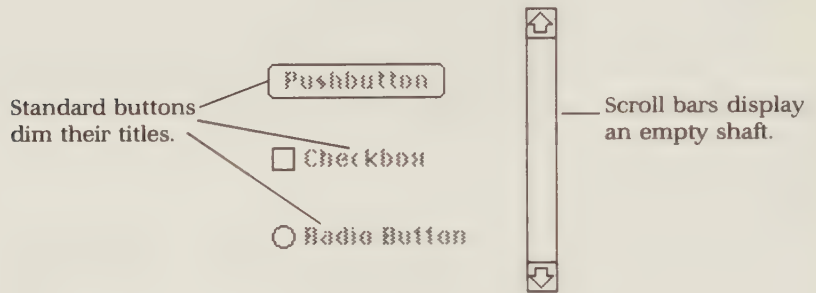 Pushbutton
Standard buttons
dim their titles.
Checkbox
Radio Button
Scroll bars display
an empty shaft.